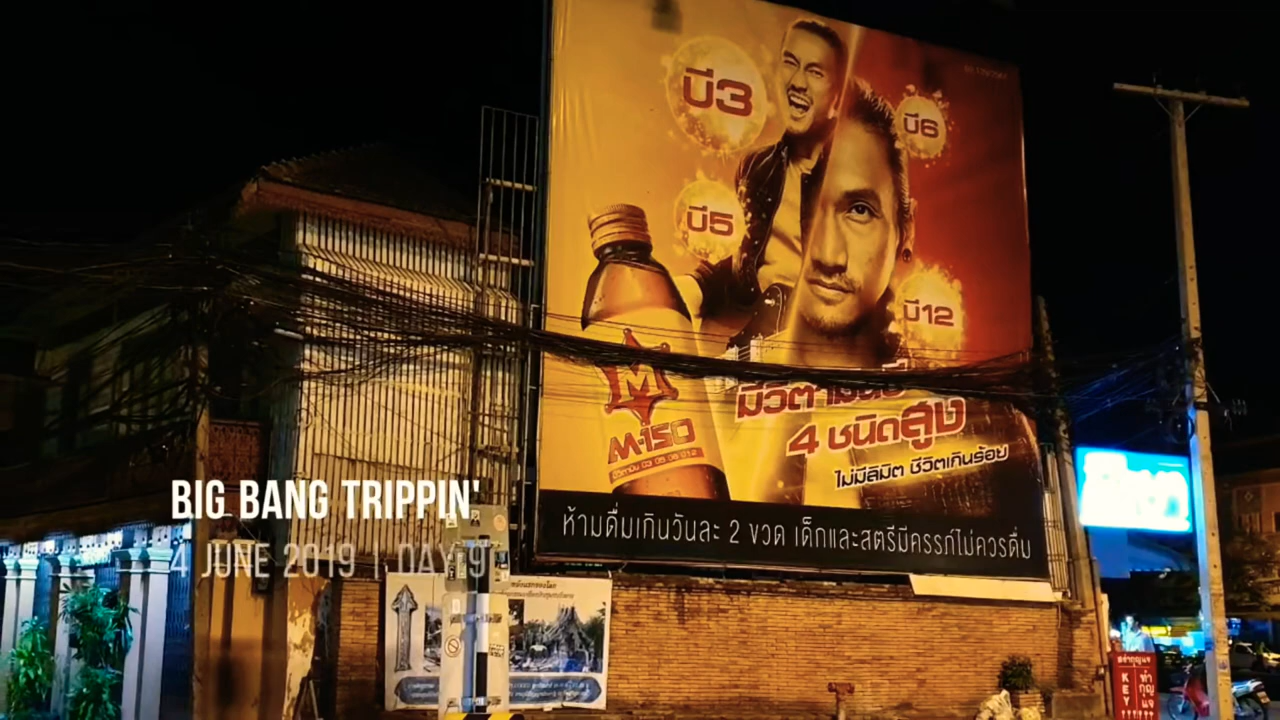 บี3
บี6
บี5
บี12
M
M-150
4 ชนิดสูง
ไม่มีลิมิต ชีวิตเกินร้อย
ห้ามดื่มเกินวันละ 2 ขวด เด็กและสตรีมีครรภ์ไม่ควรดื่ม
BIG BANG TRIPPIN'
4 JUNE 2019 | DAY 9
KEY